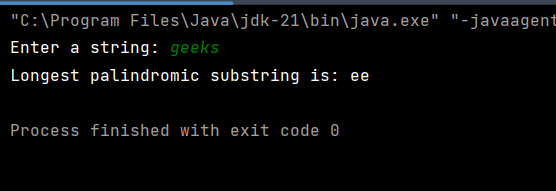 "C:\Program Files\Java\jdk-21\bin\java.exe" "-javaagent
Enter a string: geeks
Longest palindromic substring is: ee
Process finished with exit code 0